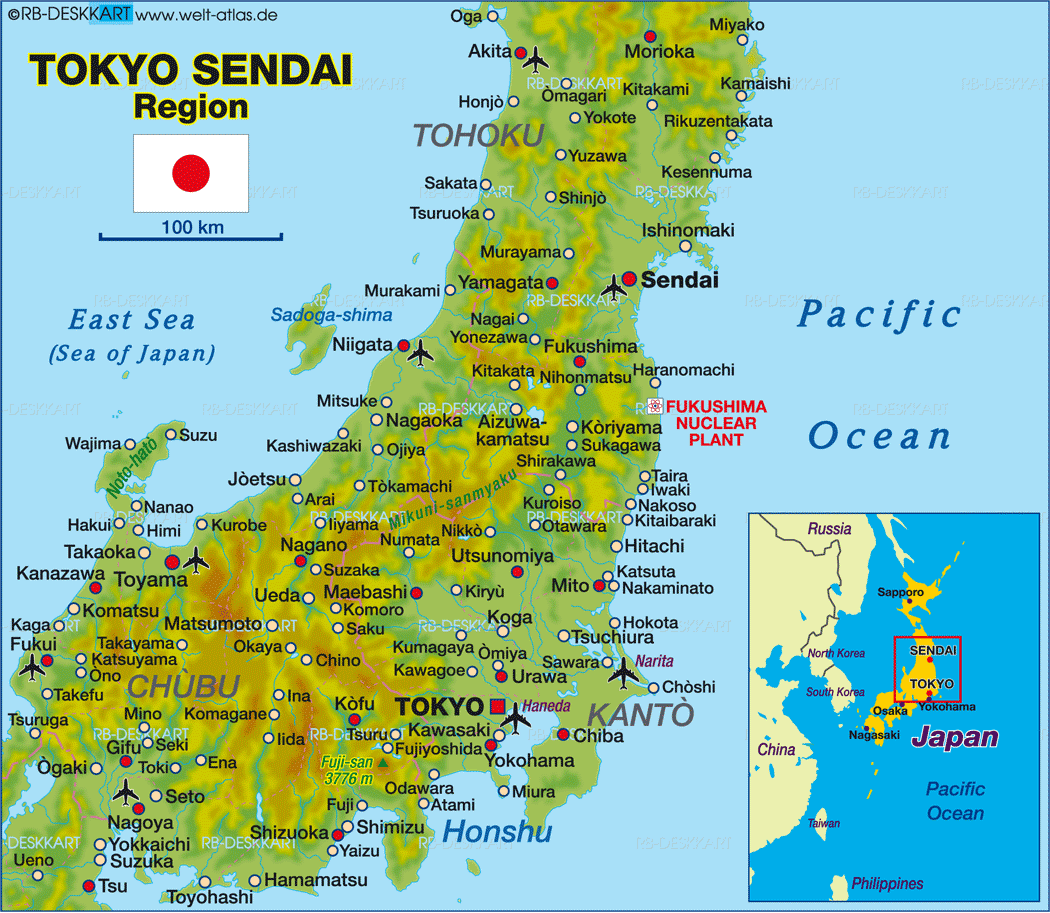 ©RB-DESKKART www.welt-atlas.de
TOKYO SENDAI
Region
100 km
Oga
Akita
Morioka
Miyako
Òmagari
Kitakami
Kamaishi
Honjò
Yokote
Rikuzentakata
TOHOKU
Yuzawa
Kesennuma
Sakata
Shinjò
Tsuruoka
Ishinomaki
Murayama
Yamagata
Sendai
Murakami
Pacific
Ocean
East Sea
(Sea of Japan)
Sadoga-shima
Nagai
Niigata
Yonezawa
Fukushima
Kitakata
Nihonmatsu
Haranomachi
Mitsuke
FUKUSHIMA
NUCLEAR
PLANT
Nagaoka
Aizuwa-
kamatsu
Kòriyama
Wajima
Suzu
Noto-hato
Kashiwazaki
Ojiya
Sukagawa
Shirakawa
Jòetsu
Tòkamachi
Mikuni-sanmyaku
Taira
Iwaki
Arai
Kuroiso
Nakoso
Nanao
Hakui
Himi
Kurobe
Iiyama
Otawara
Kitaibaraki
Takaoka
Toyama
Nagano
Numata
Nikkò
Hitachi
Utsunomiya
Kanazawa
Suzaka
Katsuta
Ueda
Maebashi
Kiryù
Mito
Nakaminato
Komatsu
Komoro
Koga
Kaga
Matsumoto
Saku
Hokota
Fukui
Takayama
Okaya
Kumagaya
Tsuchiura
Katsuyama
Chino
Òmiya
Sawara
Narita
Ono
Kawagoe
Urawa
Takefu
CHÙBU
Ina
Chòshi
Kòfu
TOKYO
Haneda
KANTÒ
Tsuruga
Mino
Komagane
Gifu
Seki
Iida
Tsuru
Kawasaki
Chiba
Fujiyoshida
Yokohama
Ògaki
Toki
Ena
Fuji-san
3776 m
Odawara
Miura
Seto
Fuji
Atami
Nagoya
Shizuoka
Shimizu
Honshu
Yokkaichi
Yaizu
Ueno
Suzuka
Tsu
Hamamatsu
Toyohashi
Russia
Sapporo
North Korea
SENDAI
South Korea
TOKYO
Osaka
Yokohama
Nagasaki
Japan
China
Pacific
Ocean
Taiwan
Philippines
RB-DESKKART